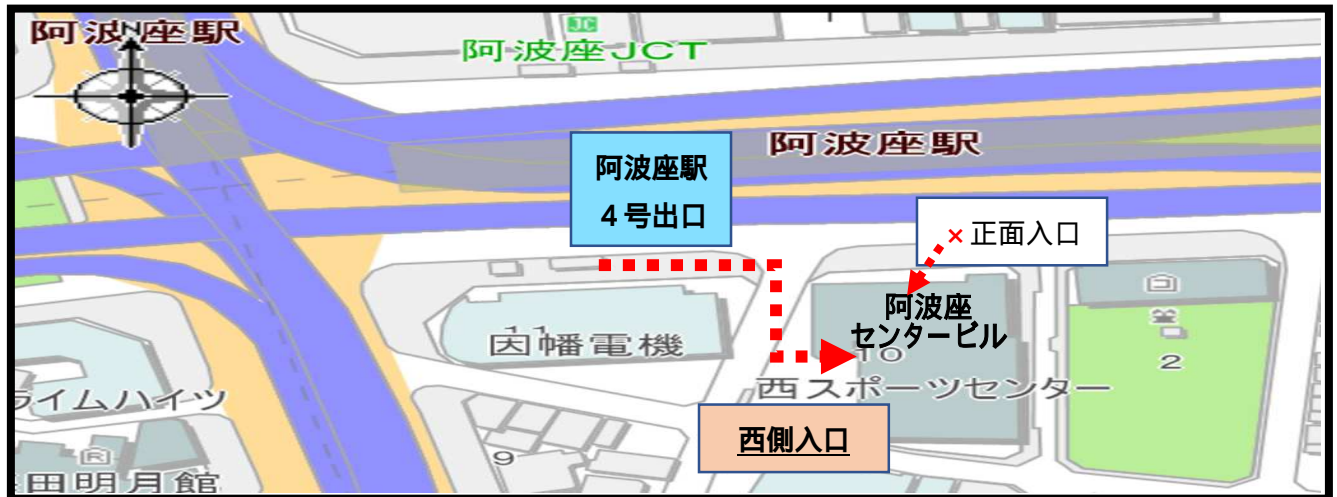 阿波座駅
N
JC
阿波座JCT
阿波座駅
阿波座駅
4号出口
×正面入口
阿波座
センタービル
11
因幡電機
10
西スポーツセンター
2
ライムハイツ
西側入口
9
R
田明月館